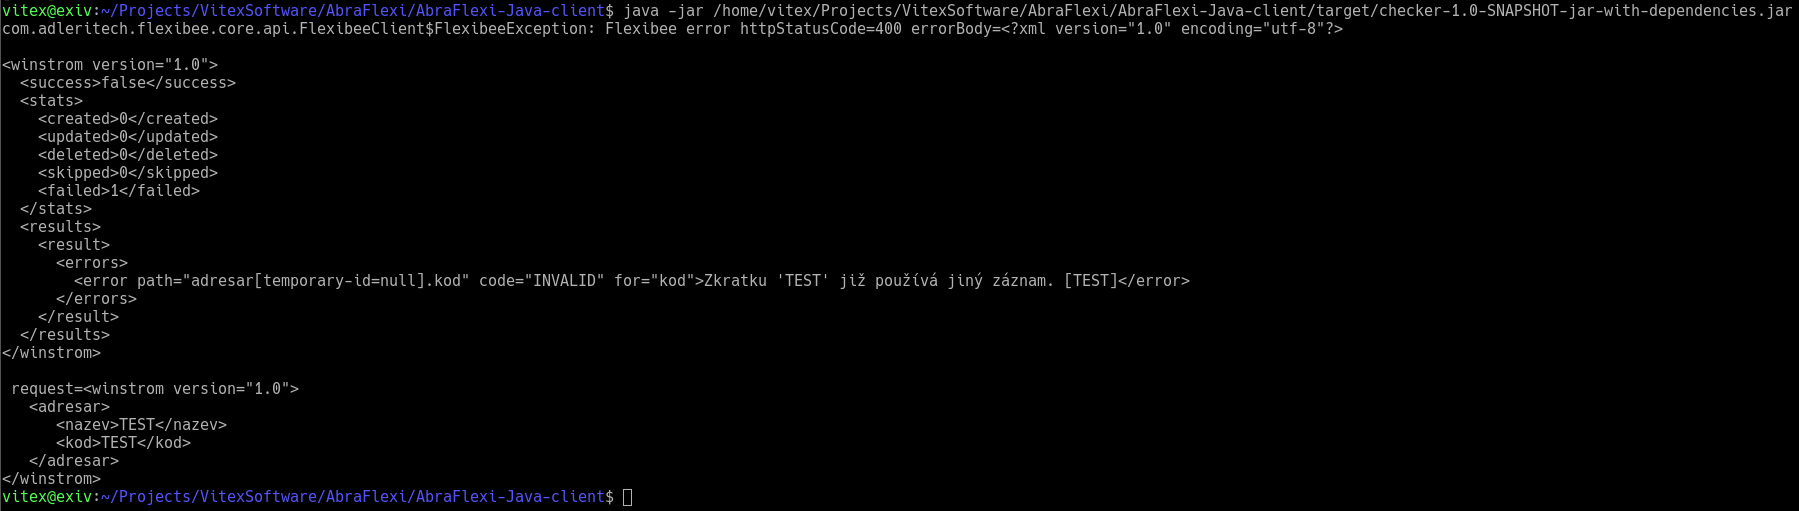 vitex@exiv:~/Projects/VitexSoftware/AbraFlexi/AbraFlexi-Java-client$ java -jar /home/vitex/Projects/VitexSoftware/AbraFlexi/AbraFlexi-Java-client/target/checker-1.0-SNAPSHOT-jar-with-dependencies.jar
com.adleritech.flexibee.core.api.FlexibeeClient$FlexibeeException: Flexibee error httpStatusCode=400 errorBody=<?xml version="1.0" encoding="utf-8"?>
<winstrom version="1.0">
<success>false</success>
<stats>
<created>0</created>
<updated>0</updated>
<deleted>0</deleted>
<skipped>0</skipped>
<failed>1</failed>
</stats>
<results>
<result>
<errors>
<error path="adresar[temporary-id=null].kod" code="INVALID" for="kod">Zkratku 'TEST' již používá jiný záznam. [TEST]</error>
</errors>
</result>
</results>
</winstrom>
request=<winstrom version="1.0">
<adresar>
<nazev>TEST</nazev>
<kod>TEST</kod>
</adresar>
</winstrom>
vitex@exiv:~/Projects/VitexSoftware/AbraFlexi/AbraFlexi-Java-client$